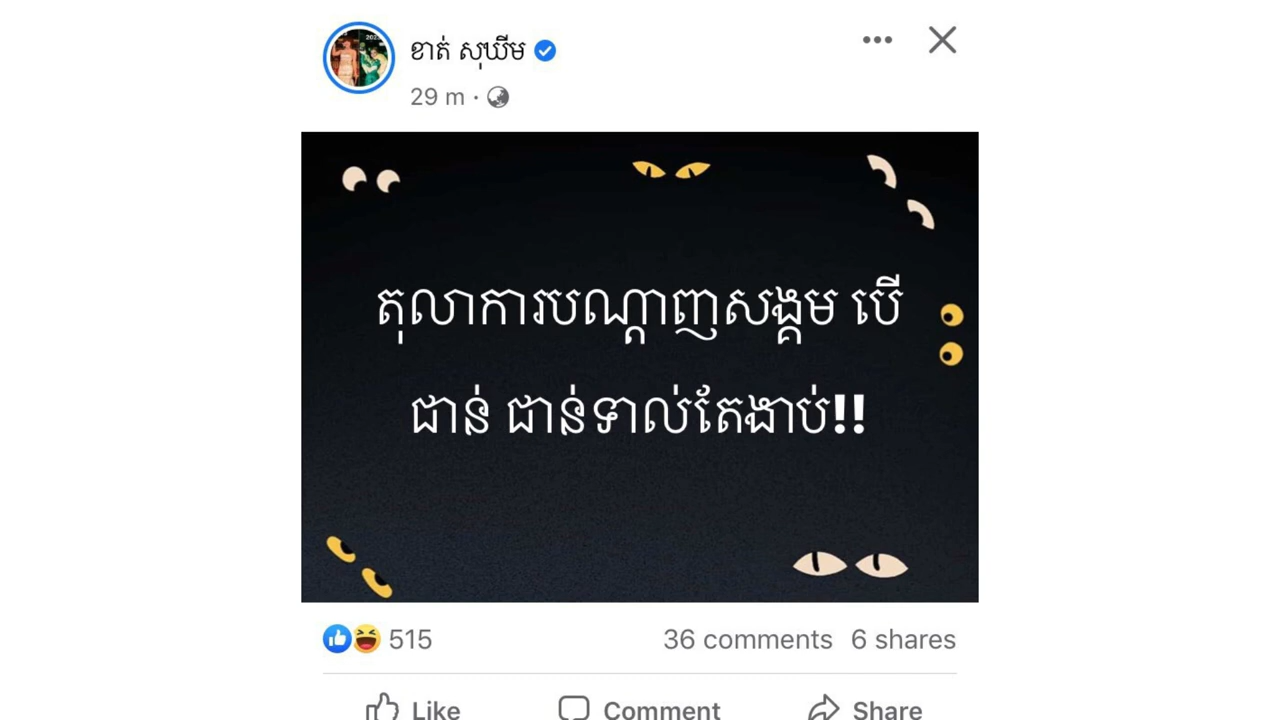 ខាត់ សុឃីម
29 m ·
តុលាការបណ្ដាញសង្គម បើ
ជាន់ ជាន់ទាល់តែងាប់!!
515
36 comments 6 shares
Like Comment Share